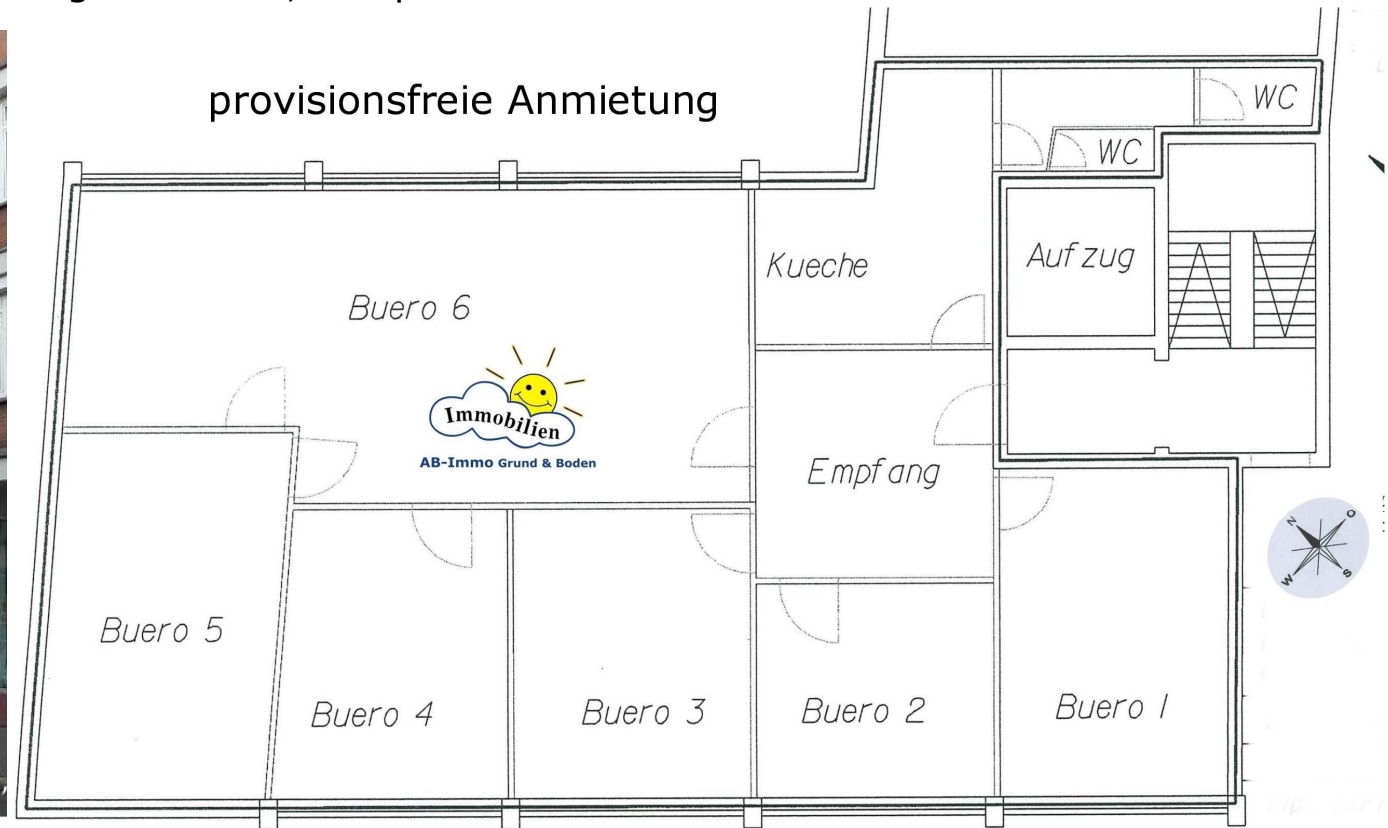 provisionsfreie Anmietung
WC
WC
Kueche
Aufzug
Buero 6
Immobilien
AB-Immo Grund & Boden
Empfang
N
O
W
S
Buero 5
Buero 4
Buero 3
Buero 2
Buero 1